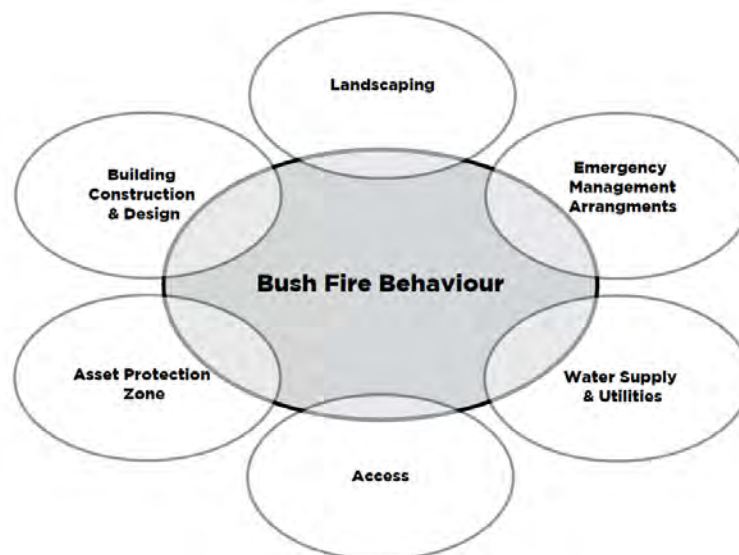 Landscaping
Building
Construction
& Design
Emergency
Management
Arrangments
Bush Fire Behaviour
Asset Protection
Zone
Water Supply
& Utilities
Access